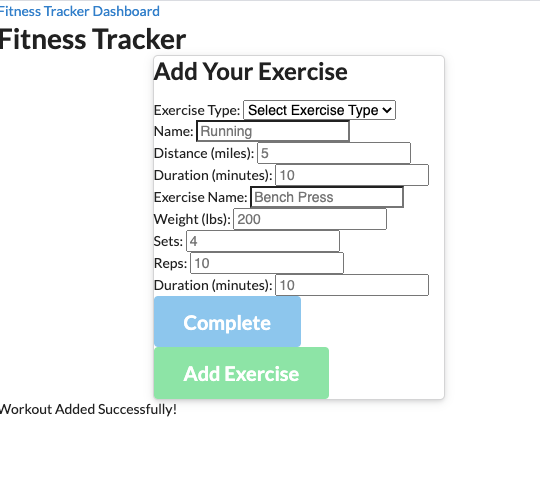 Fitness Tracker Dashboard
Fitness Tracker
Add Your Exercise
Exercise Type: Select Exercise Type
Name: Running
Distance (miles): 5
Duration (minutes): 10
Exercise Name: Bench Press
Weight (lbs): 200
Sets: 4
Reps: 10
Duration (minutes): 10
Complete
Add Exercise
Workout Added Successfully!